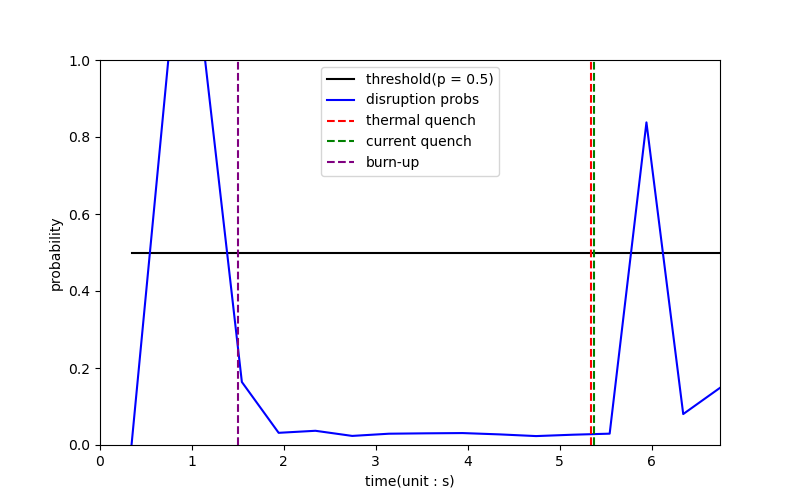 1.0
0.8
0.6
0.4
0.2
0.0
probability
threshold(p = 0.5)
disruption probs
thermal quench
current quench
burn-up
0 1 2 3 4 5 6
time(unit : s)